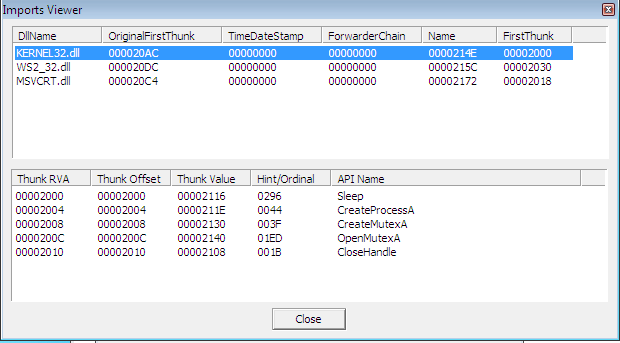 Imports Viewer
DllName OriginalFirstThunk TimeDateStamp ForwarderChain Name FirstThunk
KERNEL32.dll 000020AC 00000000 00000000 0000214E 00002000
WS2_32.dll 000020DC 00000000 00000000 0000215C 00002030
MSVCRT.dll 000020C4 00000000 00000000 00002172 00002018
Thunk RVA Thunk Offset Thunk Value Hint/Ordinal API Name
00002000 00002000 00002116 0296 Sleep
00002004 00002004 0000211E 0044 CreateProcessA
00002008 00002008 00002130 003F CreateMutexA
0000200C 0000200C 00002140 01ED OpenMutexA
00002010 00002010 00002108 001B CloseHandle
Close